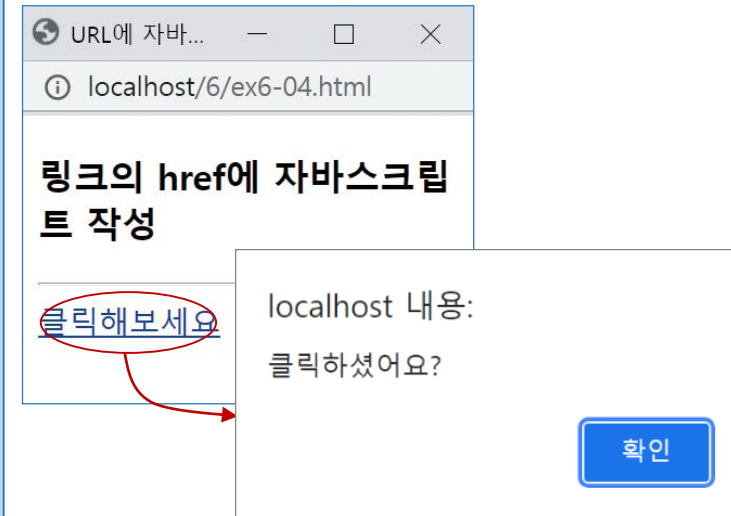 URL에 자바...
localhost/6/ex6-04.html
링크의 href에 자바스크립
트 작성
클릭해보세요
localhost 내용:
클릭하셨어요?
확인